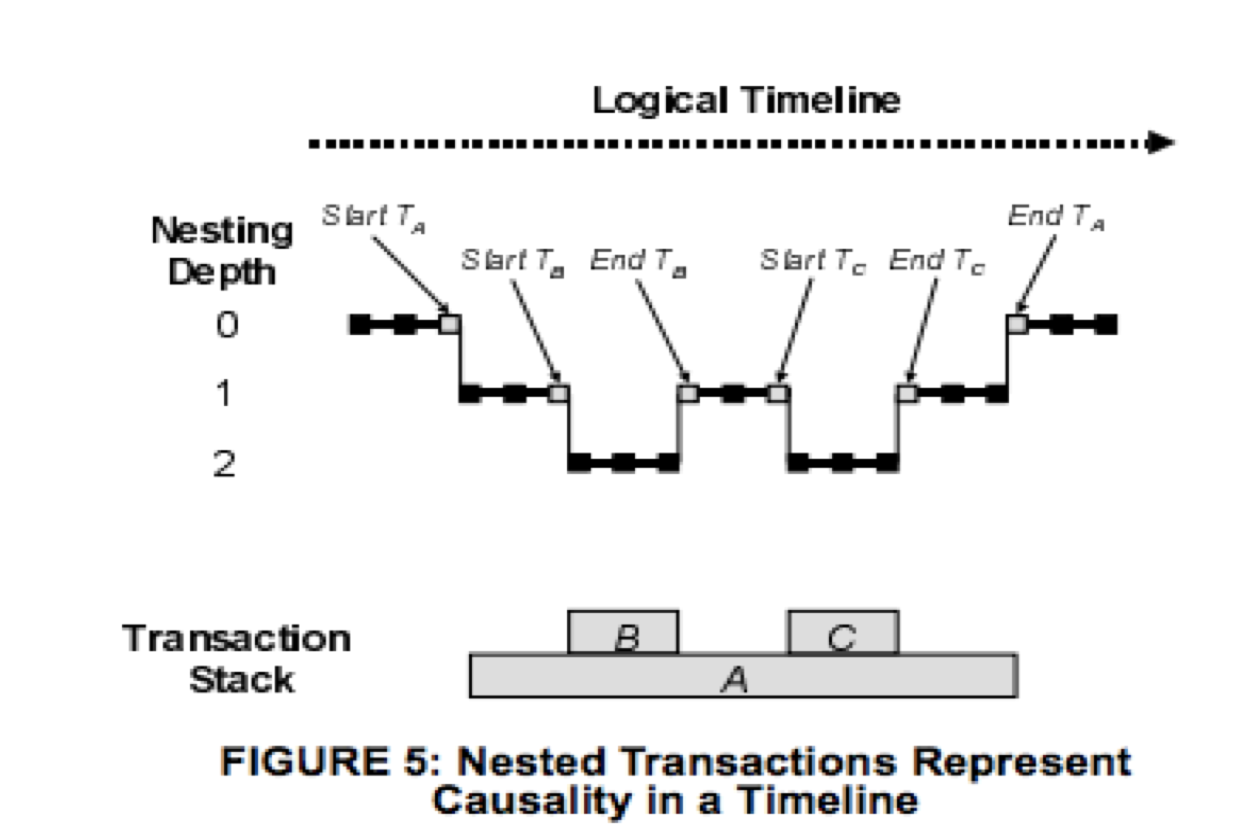 Logical Timeline
Nesting
Depth
Start T_A
Start T_B
End T_B
Start T_C
End T_C
End T_A
0
1
2
Transaction
Stack
B
C
A
FIGURE 5: Nested Transactions Represent
Causality in a Timeline